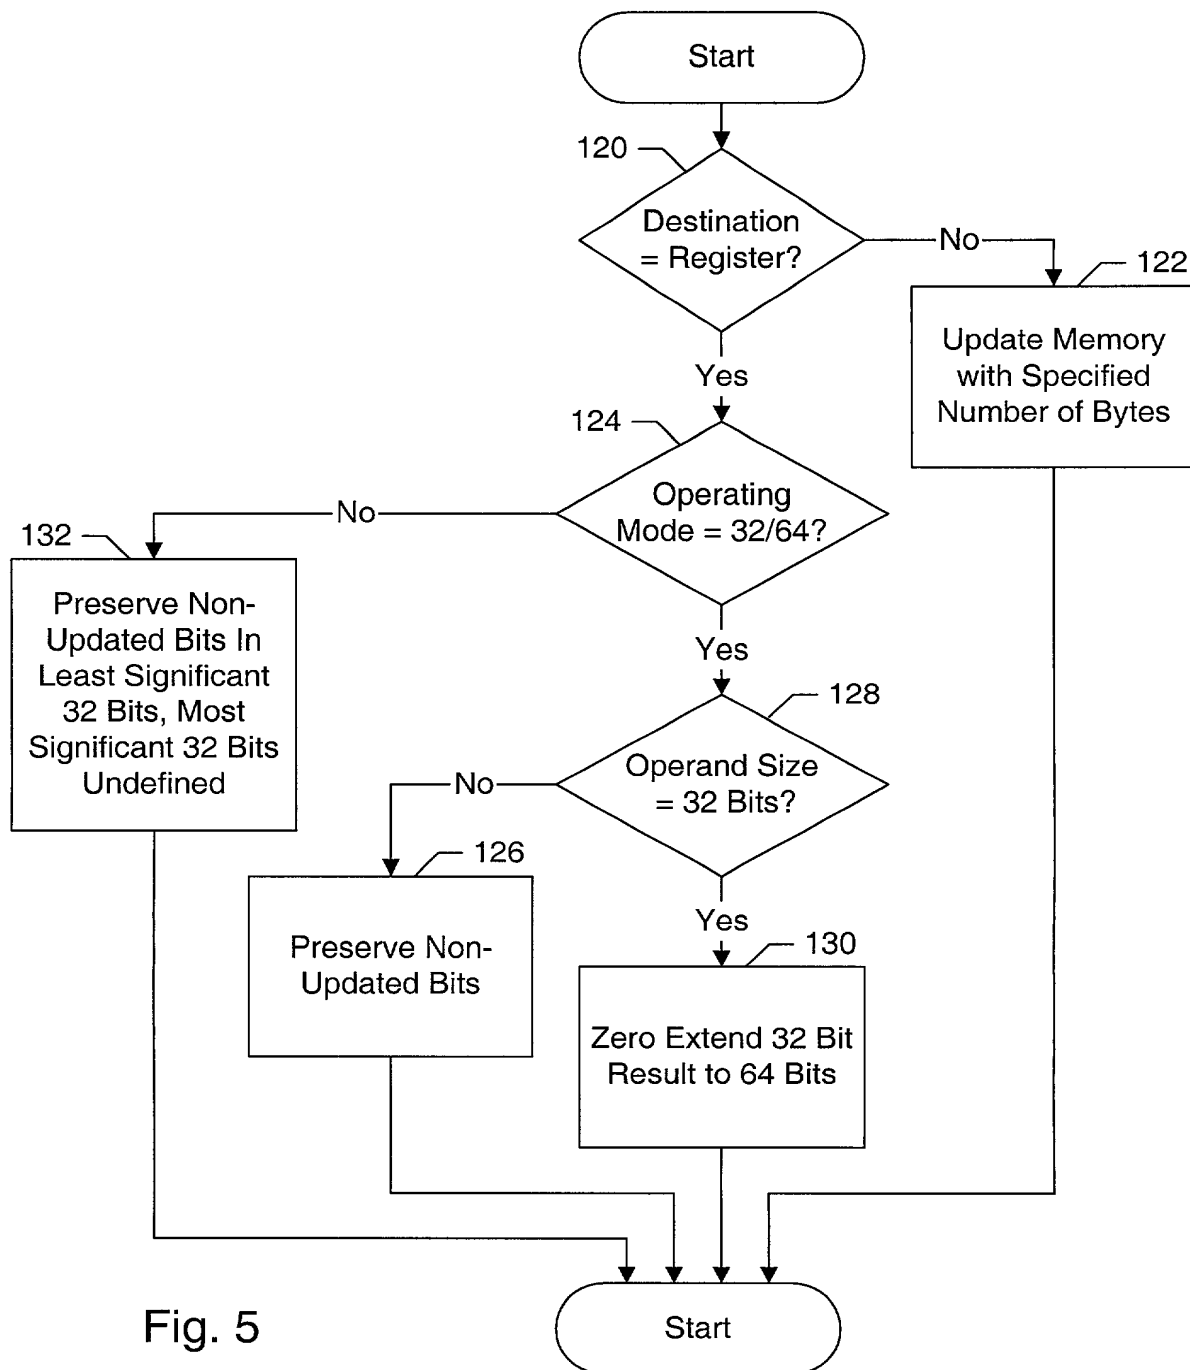 Start
120
Destination
= Register?
No
122
Update Memory
with Specified
Number of Bytes
Yes
124
Operating
Mode = 32/64?
No
132
Preserve Non-
Updated Bits In
Least Significant
32 Bits, Most
Significant 32 Bits
Undefined
Yes
128
Operand Size
= 32 Bits?
No
126
Preserve Non-
Updated Bits
Yes
130
Zero Extend 32 Bit
Result to 64 Bits
Start
Fig. 5